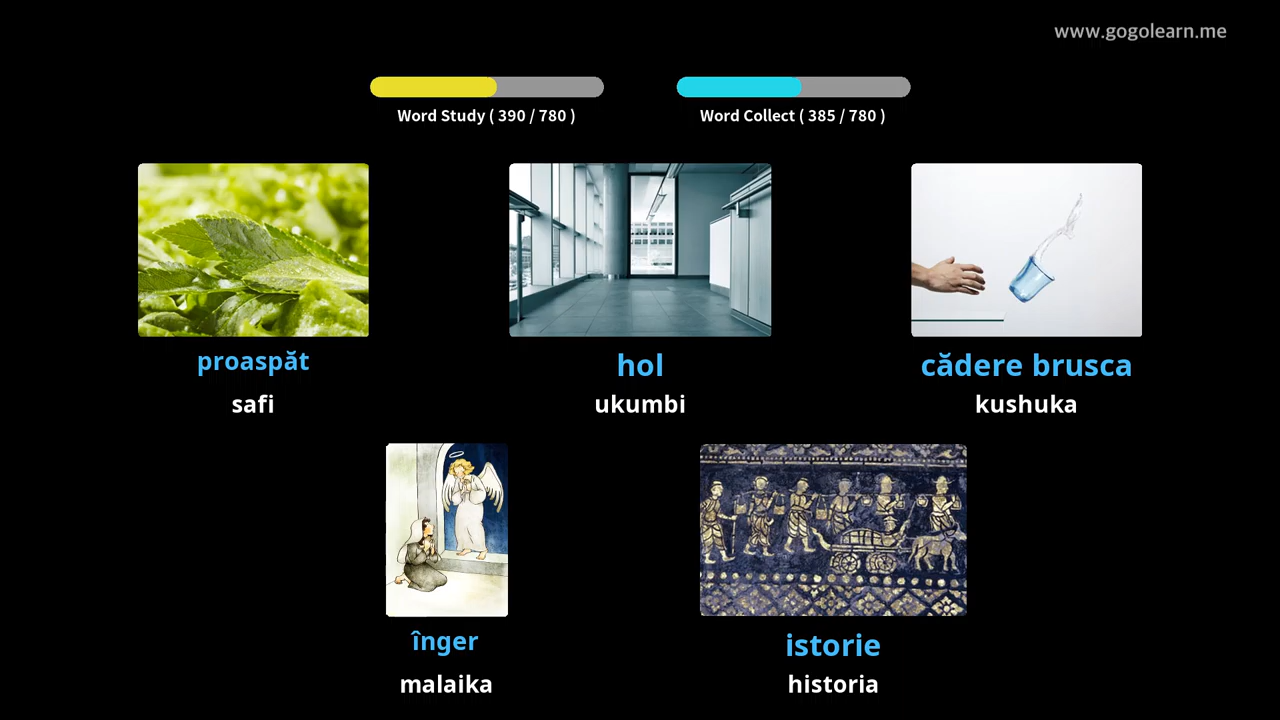 www.gogolearn.me
Word Study ( 390 / 780 )
Word Collect ( 385 / 780 )
proaspăt
safi
hol
ukumbi
cădere brusca
kushuka
înger
malaika
istorie
historia